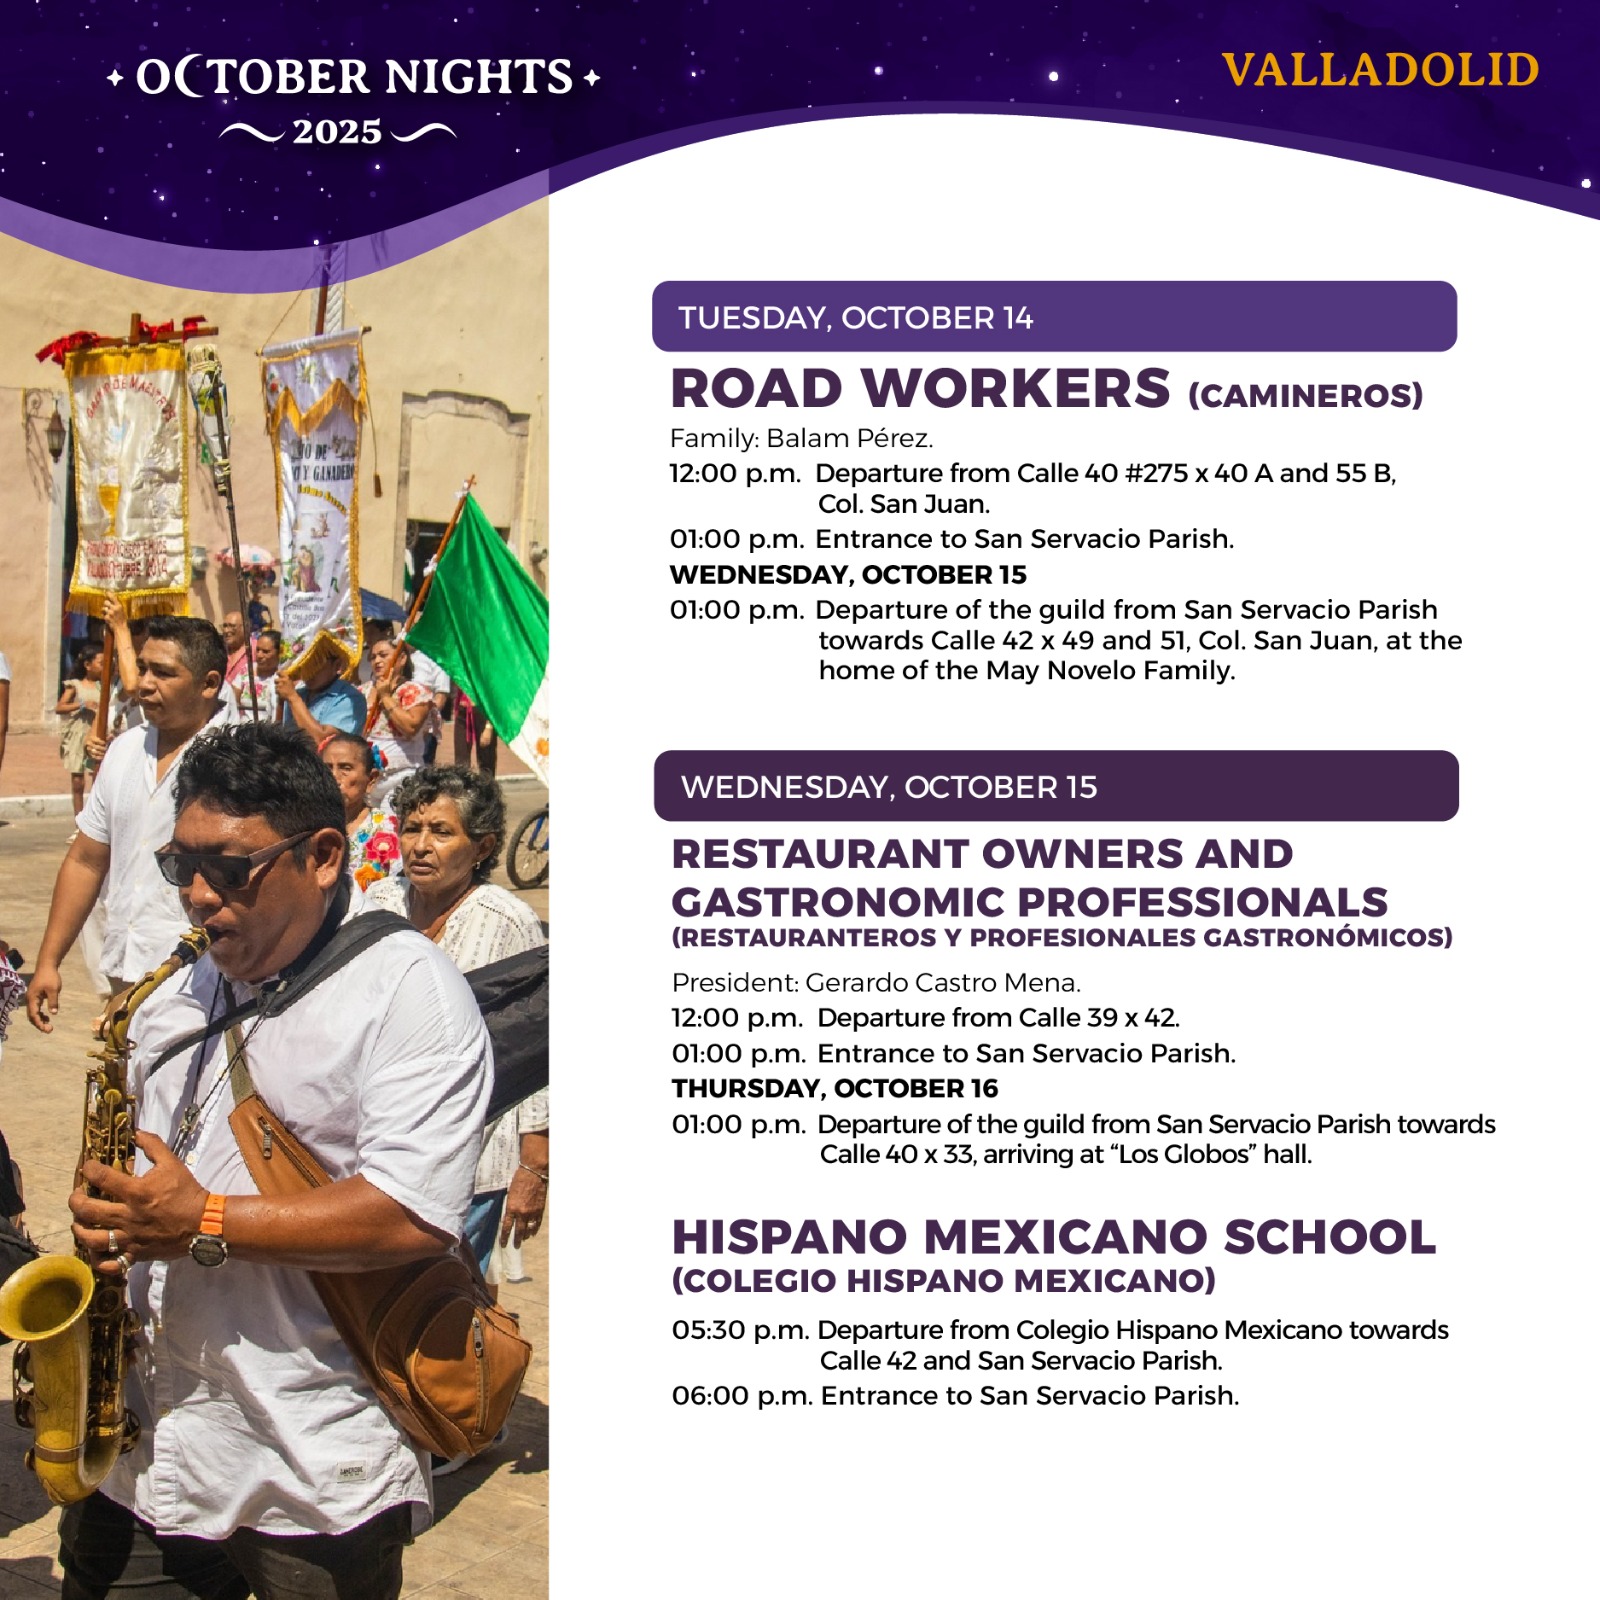 OCTOBER NIGHTS
2025
VALLADOLID
TUESDAY, OCTOBER 14
ROAD WORKERS (CAMINEROS)
Family: Balam Pérez.
12:00 p.m. Departure from Calle 40 #275 x 40 A and 55 B,
Col. San Juan.
01:00 p.m. Entrance to San Servacio Parish.
WEDNESDAY, OCTOBER 15
01:00 p.m. Departure of the guild from San Servacio Parish
towards Calle 42 x 49 and 51, Col. San Juan, at the
home of the May Novelo Family.
WEDNESDAY, OCTOBER 15
RESTAURANT OWNERS AND
GASTRONOMIC PROFESSIONALS
(RESTAURANTEROS Y PROFESIONALES GASTRONÓMICOS)
President: Gerardo Castro Mena.
12:00 p.m. Departure from Calle 39 x 42.
01:00 p.m. Entrance to San Servacio Parish.
THURSDAY, OCTOBER 16
01:00 p.m. Departure of the guild from San Servacio Parish towards
Calle 40 x 33, arriving at “Los Globos” hall.
HISPANO MEXICANO SCHOOL
(COLEGIO HISPANO MEXICANO)
05:30 p.m. Departure from Colegio Hispano Mexicano towards
Calle 42 and San Servacio Parish.
06:00 p.m. Entrance to San Servacio Parish.